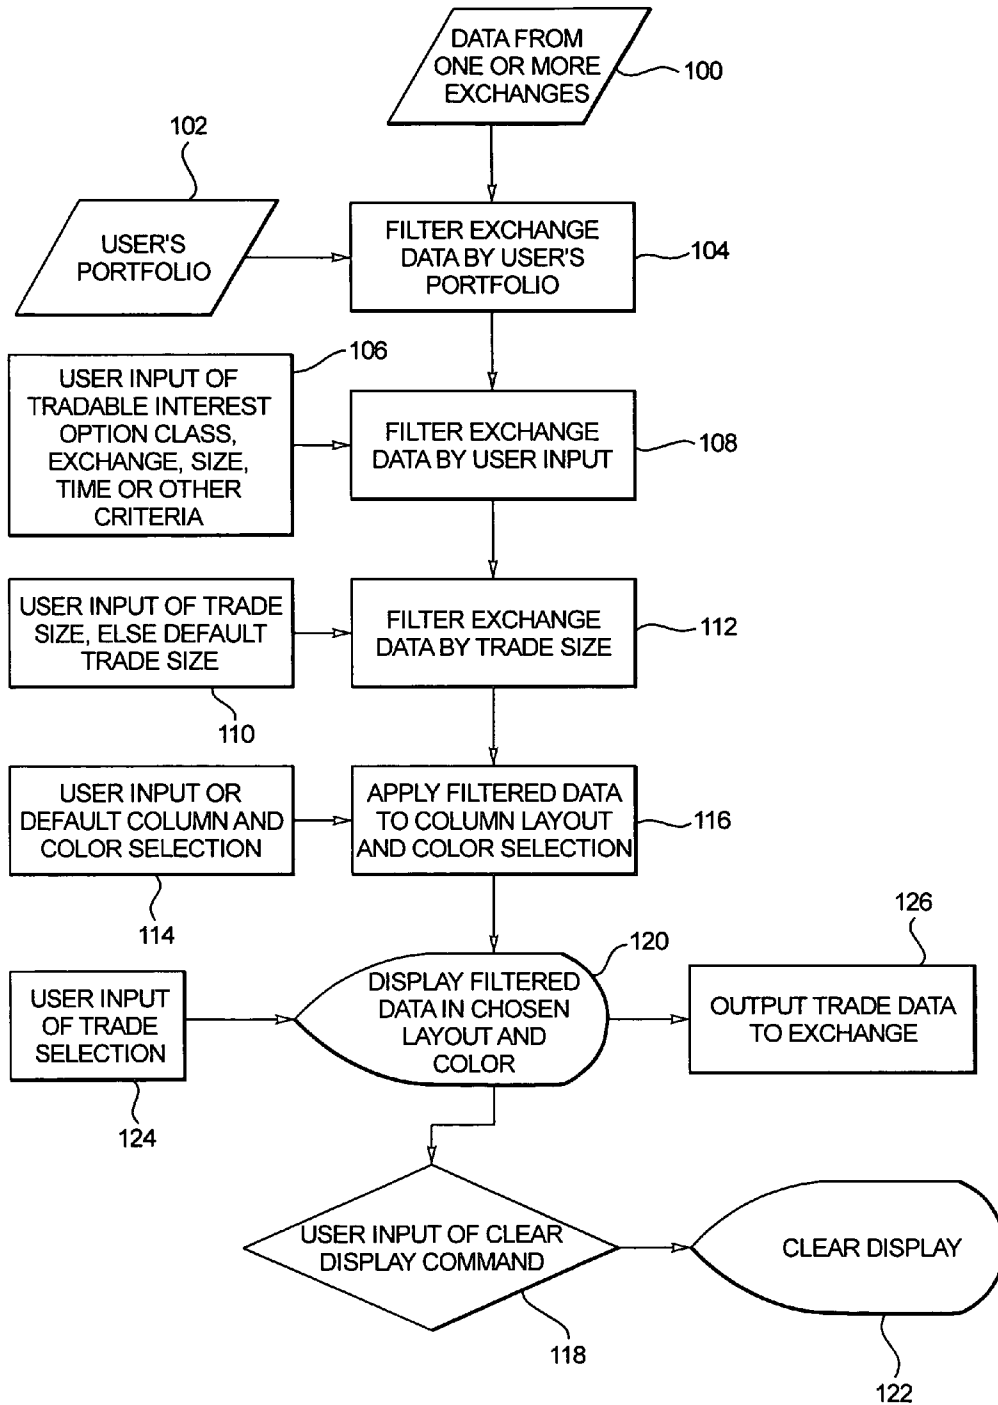 DATA FROM
ONE OR MORE
EXCHANGES
100
102
USER'S
PORTFOLIO
FILTER EXCHANGE
DATA BY USER'S
PORTFOLIO
104
106
USER INPUT OF
TRADABLE INTEREST
OPTION CLASS,
EXCHANGE, SIZE,
TIME OR OTHER
CRITERIA
FILTER EXCHANGE
DATA BY USER INPUT
108
USER INPUT OF TRADE
SIZE, ELSE DEFAULT
TRADE SIZE
110
FILTER EXCHANGE
DATA BY TRADE SIZE
112
USER INPUT OR
DEFAULT COLUMN AND
COLOR SELECTION
114
APPLY FILTERED DATA
TO COLUMN LAYOUT
AND COLOR SELECTION
116
USER INPUT
OF TRADE
SELECTION
124
DISPLAY FILTERED
DATA IN CHOSEN
LAYOUT AND
COLOR
120
126
OUTPUT TRADE DATA
TO EXCHANGE
USER INPUT OF CLEAR
DISPLAY COMMAND
118
CLEAR DISPLAY
122